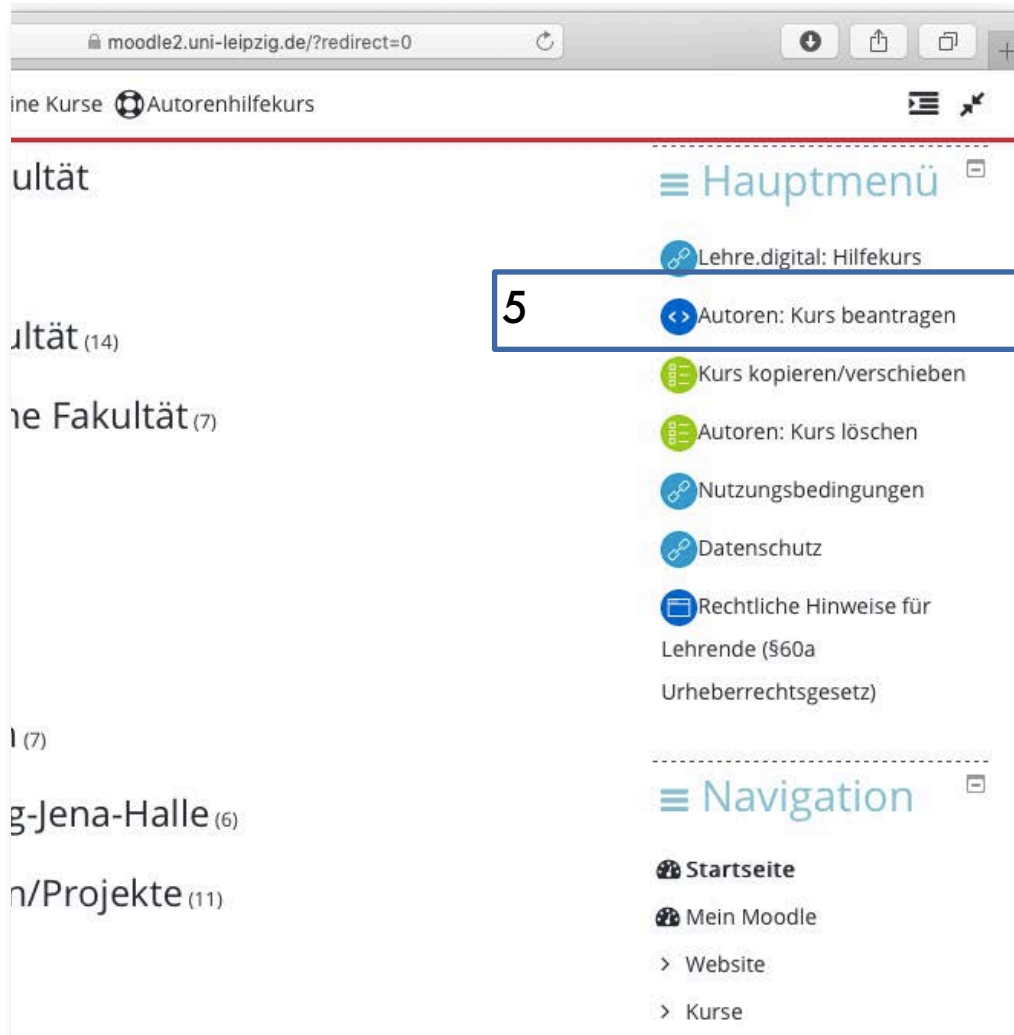 moodle2.uni-leipzig.de/?redirect=0
ine Kurse Autorenhilfekurs
ultät
ultät (14)
ne Fakultät (7)
n (7)
g-Jena-Halle (6)
n/Projekte (11)
Hauptmenü
Lehre.digital: Hilfekurs
5
Autoren: Kurs beantragen
Kurs kopieren/verschieben
Autoren: Kurs löschen
Nutzungsbedingungen
Datenschutz
Rechtliche Hinweise für
Lehrende (§60a
Urheberrechtsgesetz)
Navigation
Startseite
Mein Moodle
> Website
> Kurse